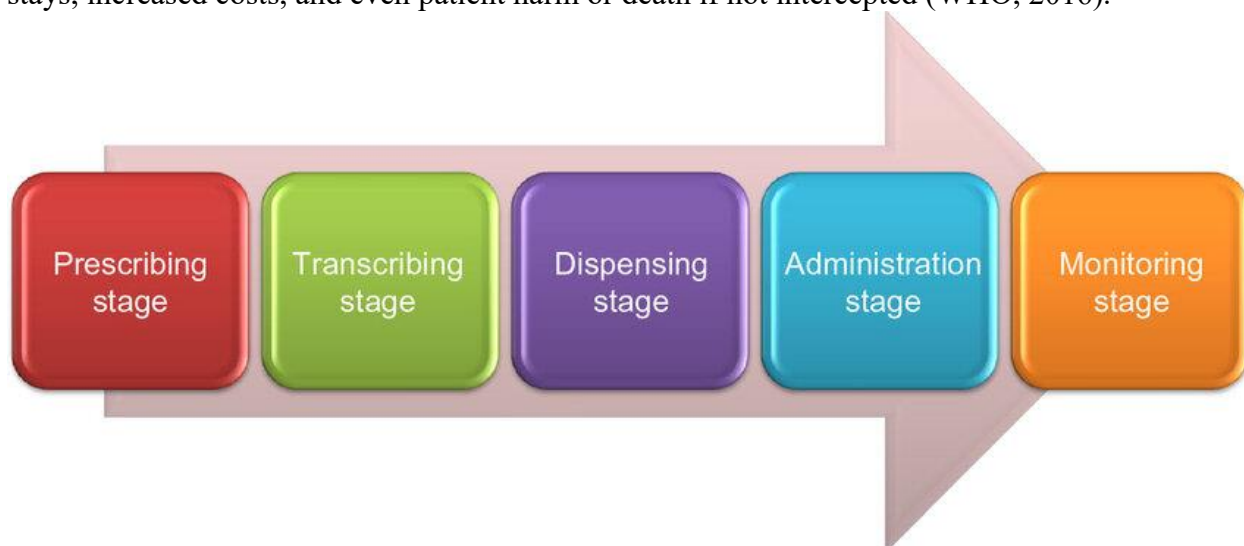 stays, increased costs, and even patient harm or death if not intercepted (WHO, 2016).
Prescribing
stage
Transcribing
stage
Dispensing
stage
Administration
stage
Monitoring
stage